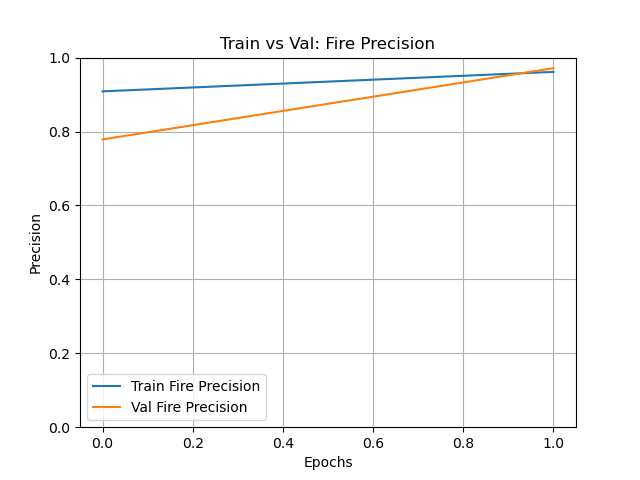 Train vs Val: Fire Precision
1.0
0.8
0.6
0.4
0.2
0.0
Precision
Train Fire Precision
Val Fire Precision
0.0 0.2 0.4 0.6 0.8 1.0
Epochs